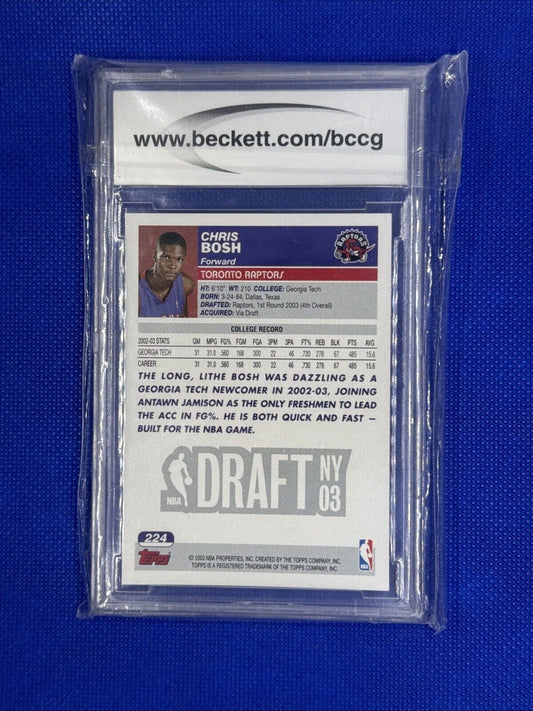 www.beckett.com/bccg
CHRIS
BOSH
Forward
RAPTORS
TORONTO RAPTORS
HT: 6'10" WT: 210 COLLEGE: Georgia Tech
BORN: 3-24-84, Dallas, Texas
DRAFTED: Raptors, 1st Round 2003 (4th Overall)
ACQUIRED: Via Draft
COLLEGE RECORD
2002-03 STATS GM MPG FG% FGM FGA 3PM 3PA FT% REB BLK PTS AVG
GEORGIA TECH 31 31.0 .560 168 300 22 46 .730 278 67 485 15.6
CAREER 31 31.0 .560 168 300 22 46 .730 278 67 485 15.6
THE LONG, LITHE BOSH WAS DAZZLING AS A
GEORGIA TECH NEWCOMER IN 2002-03, JOINING
ANTAWN JAMISON AS THE ONLY FRESHMEN TO LEAD
THE ACC IN FG%. HE IS BOTH QUICK AND FAST –
BUILT FOR THE NBA GAME.
NBA DRAFT NY 03
224
Topps
© 2003 NBA PROPERTIES, INC. CREATED BY THE TOPPS COMPANY, INC.
TOPPS IS A REGISTERED TRADEMARK OF THE TOPPS COMPANY, INC.
NBA